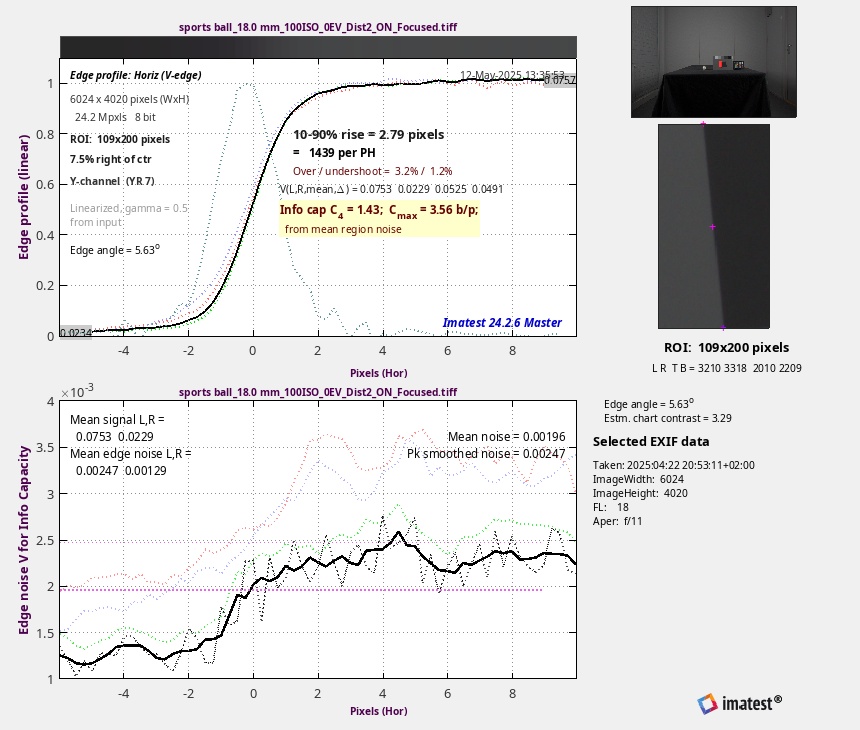 sports ball_18.0 mm_100ISO_0EV_Dist2_ON_Focused.tiff
Edge profile: Horiz (V-edge)
12-May-2025 13:35:53
0.0757
6024 x 4020 pixels (WxH)
24.2 Mpxls   8 bit
ROI:  109x200 pixels
7.5% right of ctr
Y-channel  (YR 7)
Linearized, gamma = 0.5
from input
Edge angle = 5.63°
10-90% rise = 2.79 pixels
=   1439 per PH
Over / undershoot =  3.2% /  1.2%
V(L,R,mean,Δ) = 0.0753  0.0229  0.0525  0.0491
Info cap C4 = 1.43;  Cmax = 3.56 b/p;
from mean region noise
Imatest 24.2.6 Master
0.0234
Edge profile (linear)
1
0.8
0.6
0.4
0.2
0
-4 -2 0 2 4 6 8
Pixels (Hor)
ROI:  109x200 pixels
L R  T B = 3210 3318  2010 2209
×10-3
sports ball_18.0 mm_100ISO_0EV_Dist2_ON_Focused.tiff
Mean signal L,R =
0.0753  0.0229
Mean edge noise L,R =
0.00247  0.00129
Mean noise = 0.00196
Pk smoothed noise = 0.00247
Edge noise V for Info Capacity
4
3.5
3
2.5
2
1.5
1
-4 -2 0 2 4 6 8
Pixels (Hor)
Edge angle = 5.63°
Estm. chart contrast = 3.29
Selected EXIF data
Taken: 2025:04:22 20:53:11+02:00
ImageWidth:  6024
ImageHeight:  4020
FL:    18
Aper:  f/11
imatest®